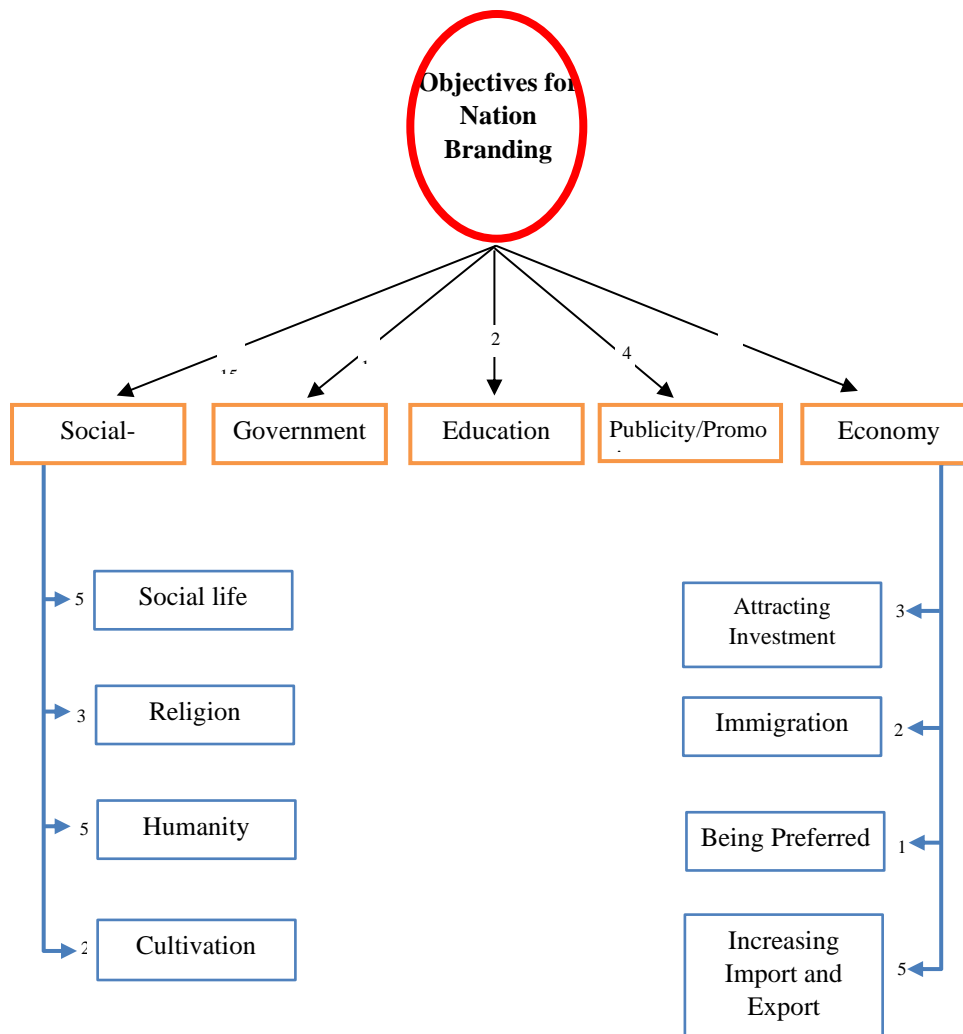 Objectives for
Nation
Branding
2
4
Social-
Government
Education
Publicity/Promo
Economy
5
Social life
3
Religion
5
Humanity
2
Cultivation
Attracting
Investment
3
Immigration
2
Being Preferred
1
Increasing
Import and
Export
5